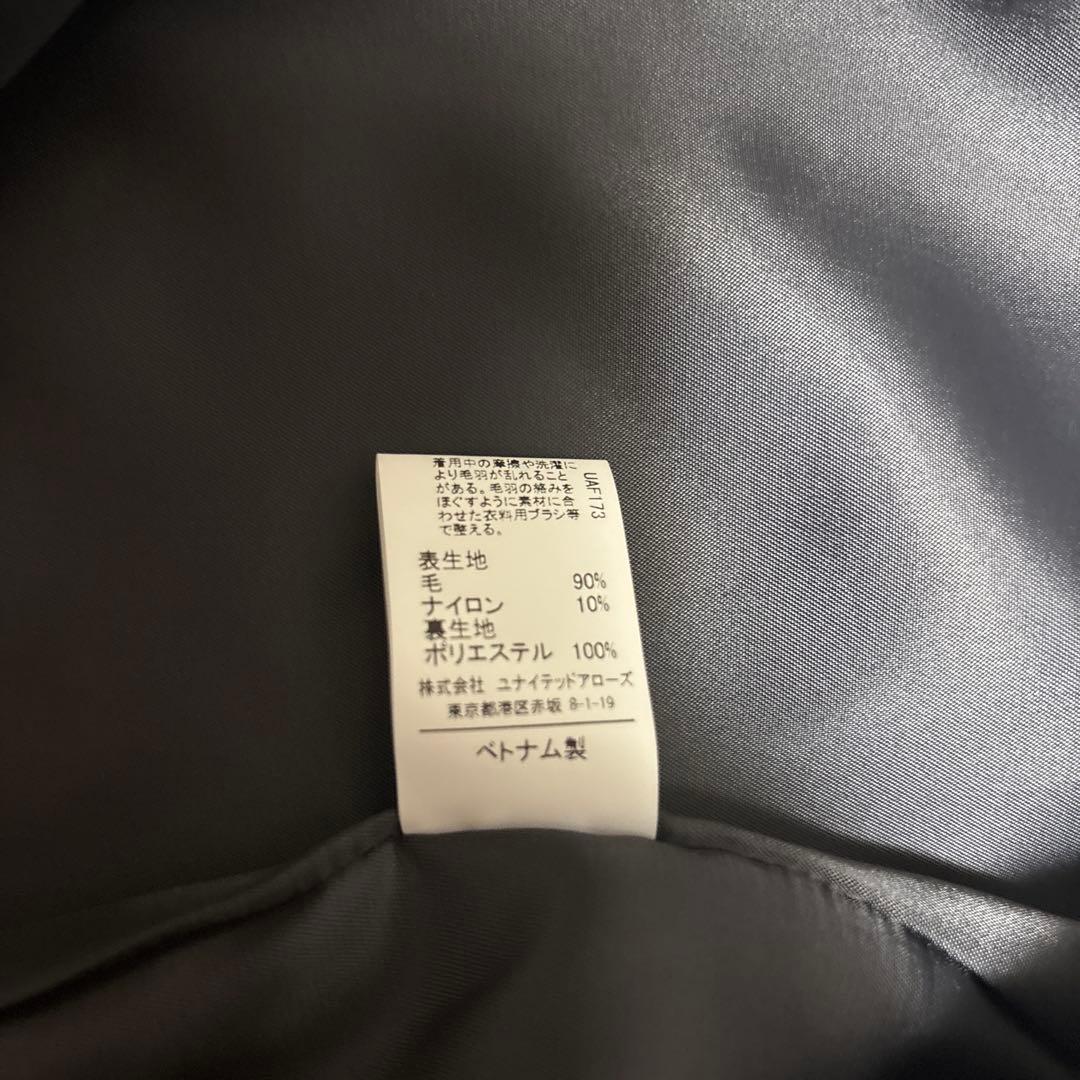 着用中の摩擦や洗濯に
より毛羽が乱れること
がある。毛羽の絡みを
ほぐすように素材に合
わせた衣料用ブラシ等
で整える。
UAF173
表生地
毛 90%
ナイロン 10%
裏生地
ポリエステル 100%
株式会社 ユナイテッドアローズ
東京都港区赤坂 8-1-19
ベトナム製